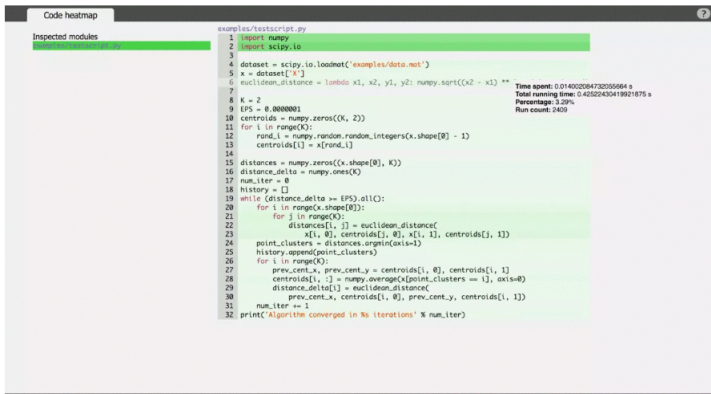 Code heatmap
?
Inspected modules
examples/testscript.py
examples/testscript.py
1 import numpy
2 import scipy.io
3
4 dataset = scipy.io.loadmat('examples/data.mat')
5 x = dataset['X']
6 euclidean_distance = lambda x1, x2, y1, y2: numpy.sqrt((x2 - x1) **
7
8 K = 2
9 EPS = 0.0000001
10 centroids = numpy.zeros((K, 2))
11 for i in range(K):
12 rand_i = numpy.random.random_integers(x.shape[0] - 1)
13 centroids[i] = x[rand_i]
14
15 distances = numpy.zeros((x.shape[0], K))
16 distance_delta = numpy.ones(K)
17 num_iter = 0
18 history = []
19 while (distance_delta >= EPS).all():
20 for i in range(x.shape[0]):
21 for j in range(K):
22 distances[i, j] = euclidean_distance(
23 x[i, 0], centroids[j, 0], x[i, 1], centroids[j, 1])
24 point_clusters = distances.argmin(axis=1)
25 history.append(point_clusters)
26 for i in range(K):
27 prev_cent_x, prev_cent_y = centroids[i, 0], centroids[i, 1]
28 centroids[i, :] = numpy.average(x[point_clusters == i], axis=0)
29 distance_delta[i] = euclidean_distance(
30 prev_cent_x, centroids[i, 0], prev_cent_y, centroids[i, 1])
31 num_iter += 1
32 print('Algorithm converged in %s iterations' % num_iter)
Time spent: 0.014002084732055664 s
Total running time: 0.42522430419921875 s
Percentage: 3.29%
Run count: 2409